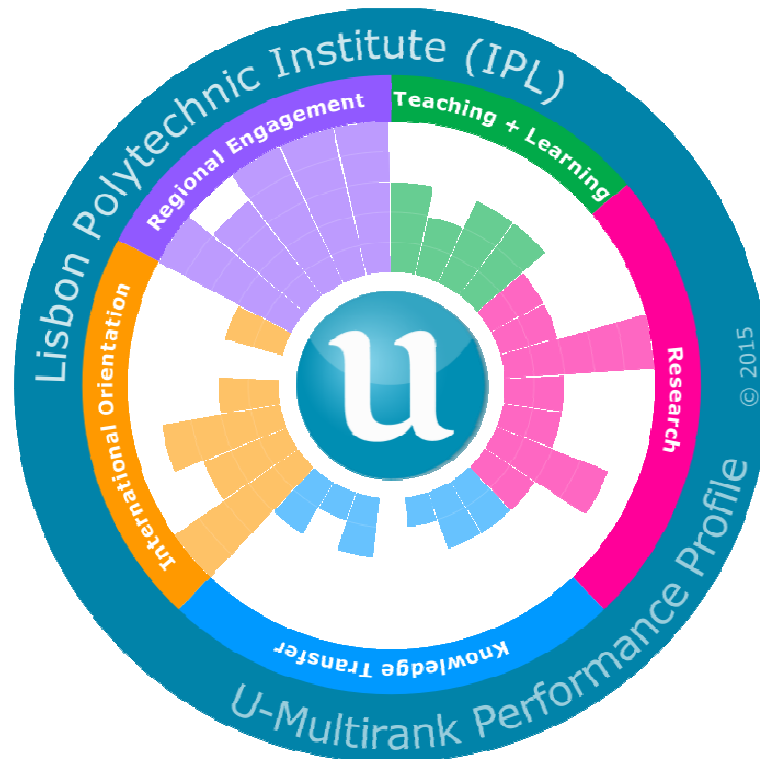 Lisbon Polytechnic Institute (IPL)
Teaching + Learning
Research
Knowledge Transfer
International Orientation
Regional Engagement
u
© 2015
U-Multirank Performance Profile